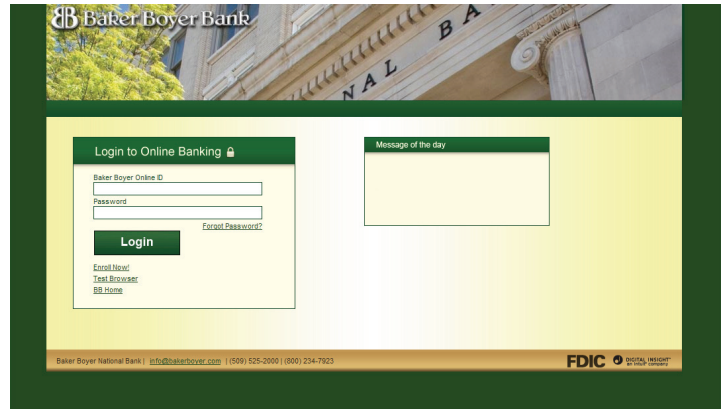 BB Baker Boyer Bank
NAL BA
Login to Online Banking
Message of the day
Baker Boyer Online ID
Password
Forgot Password?
Login
Enroll Now!
Test Browser
BB Home
Baker Boyer National Bank | info@bakerboyer.com | (509) 525-2000 | (800) 234-7923
FDIC
DIGITAL INSIGHT
an Intuit company